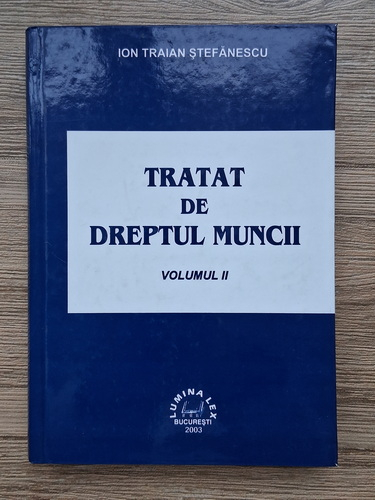 ION TRAIAN ŞTEFĂNESCU
TRATAT
DE
DREPTUL MUNCII
VOLUMUL II
LUMINA LEX
BUCUREŞTI
2003